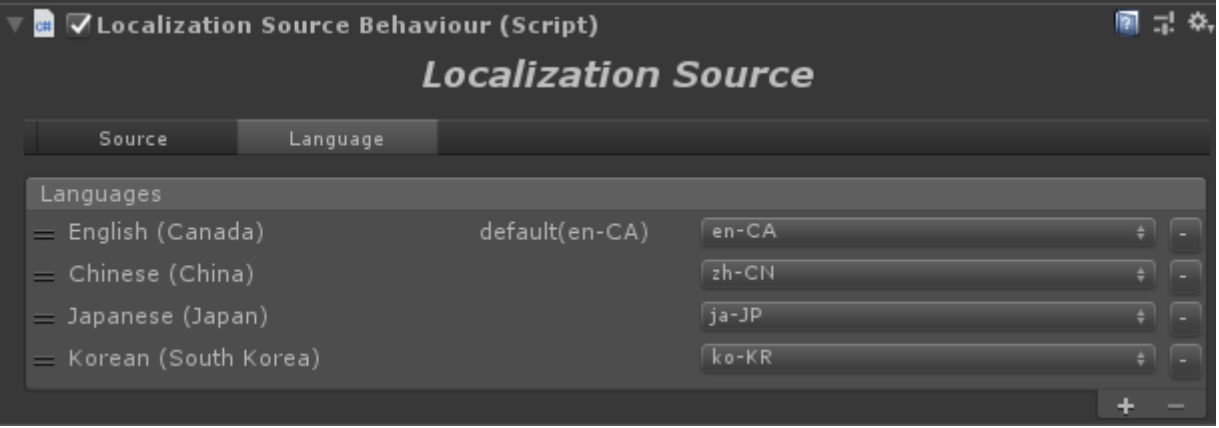 Localization Source Behaviour (Script)
Localization Source
Source Language
Languages
English (Canada) default(en-CA) en-CA -
Chinese (China) zh-CN -
Japanese (Japan) ja-JP -
Korean (South Korea) ko-KR -
+ −